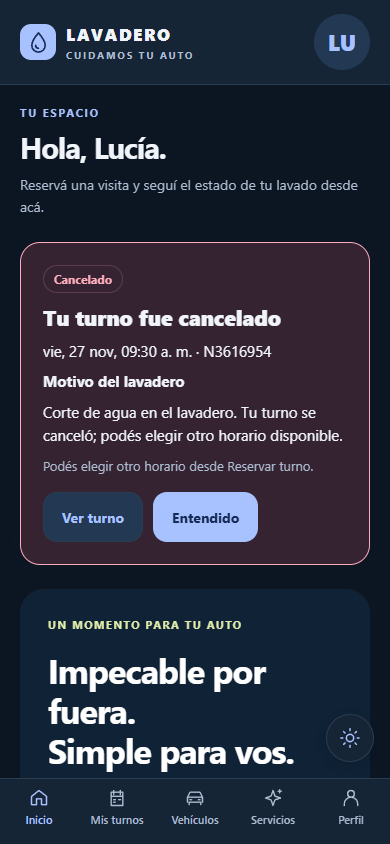 LAVADERO
CUIDAMOS TU AUTO
LU
TU ESPACIO
Hola, Lucía.
Reservá una visita y seguí el estado de tu lavado desde
acá.
Cancelado
Tu turno fue cancelado
vie, 27 nov, 09:30 a. m. · N3616954
Motivo del lavadero
Corte de agua en el lavadero. Tu turno se
canceló; podés elegir otro horario disponible.
Podés elegir otro horario desde Reservar turno.
Ver turno
Entendido
UN MOMENTO PARA TU AUTO
Impecable por
fuera.
Simple para vos.
Inicio
Mis turnos
Vehículos
Servicios
Perfil